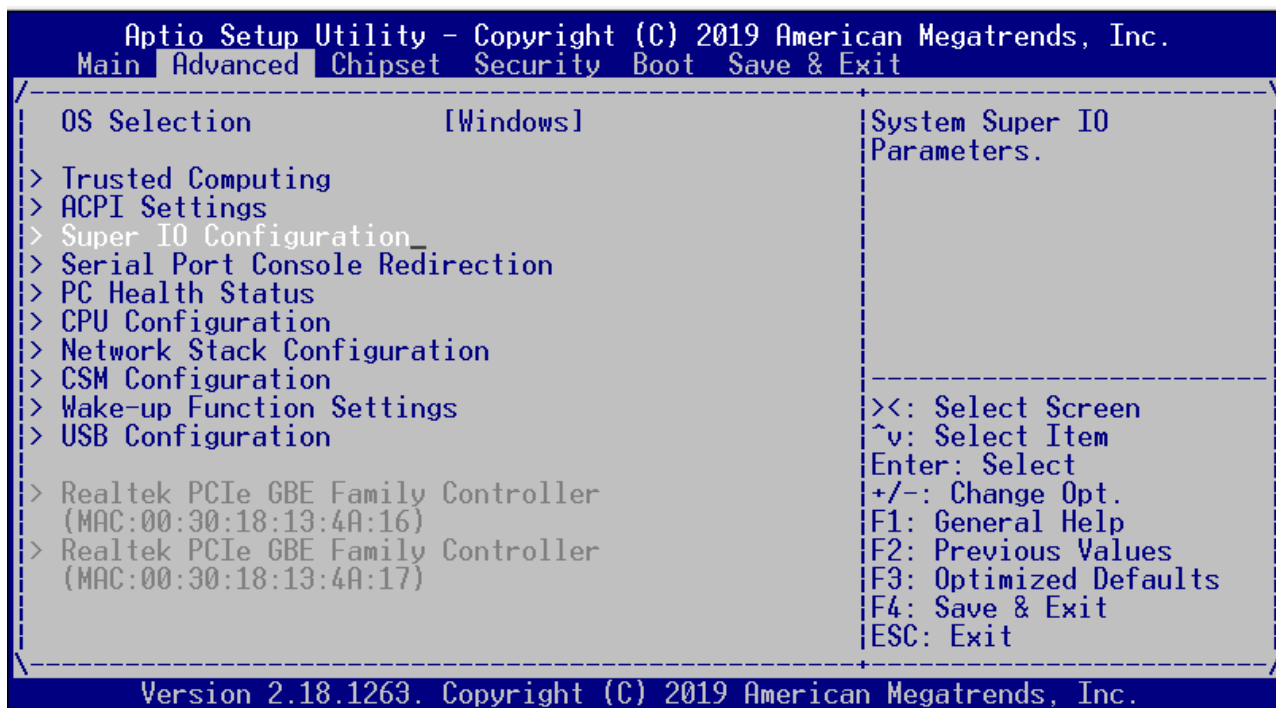 Aptio Setup Utility - Copyright (C) 2019 American Megatrends, Inc.
Main Advanced Chipset Security Boot Save & Exit
OS Selection [Windows]
> Trusted Computing
> ACPI Settings
> Super IO Configuration_
> Serial Port Console Redirection
> PC Health Status
> CPU Configuration
> Network Stack Configuration
> CSM Configuration
> Wake-up Function Settings
> USB Configuration
> Realtek PCIe GBE Family Controller
(MAC:00:30:18:13:4A:16)
> Realtek PCIe GBE Family Controller
(MAC:00:30:18:13:4A:17)
System Super IO
Parameters.
><: Select Screen
^v: Select Item
Enter: Select
+/-: Change Opt.
F1: General Help
F2: Previous Values
F3: Optimized Defaults
F4: Save & Exit
ESC: Exit
Version 2.18.1263. Copyright (C) 2019 American Megatrends, Inc.